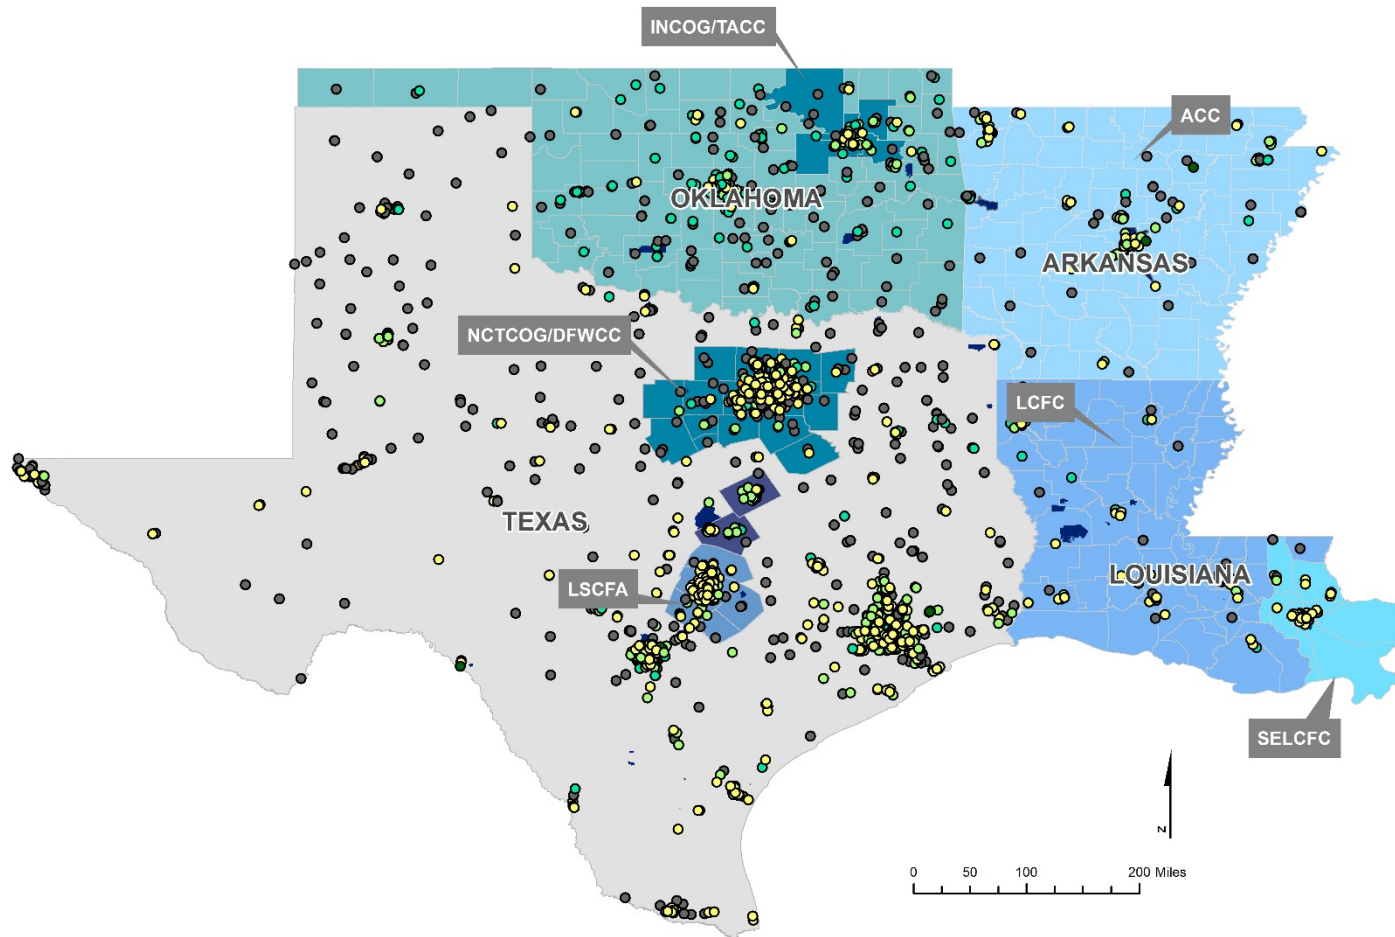 INCOG/TACC
ACC
OKLAHOMA
ARKANSAS
NCTCOG/DFWCC
LCFC
TEXAS
LOUISIANA
LSCFA
SELCFC
N
0 50 100 200 Miles